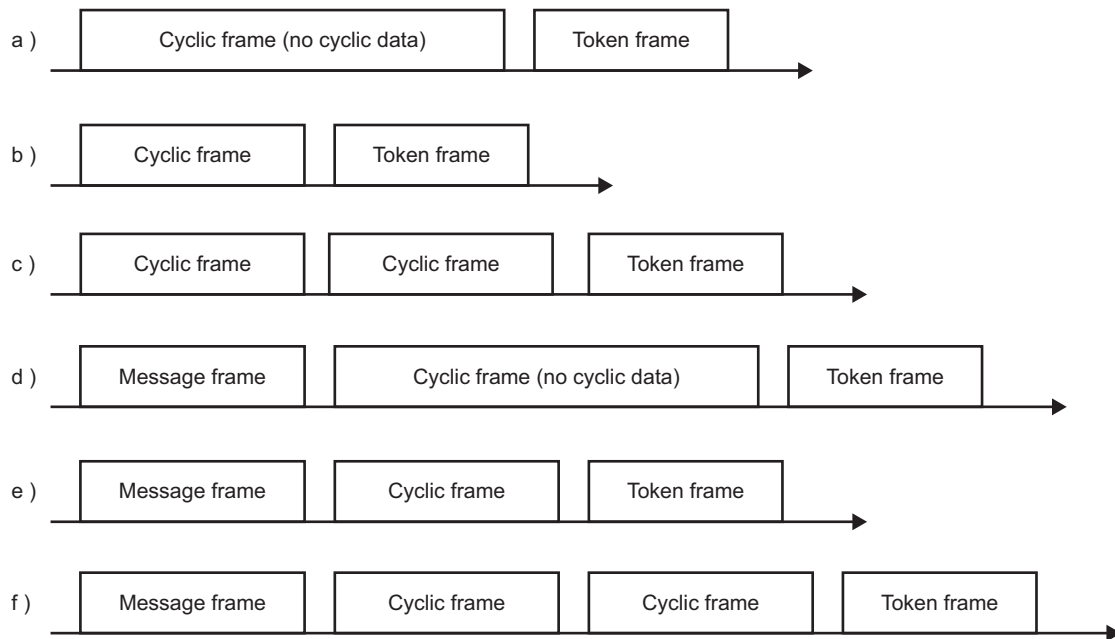 a ) Cyclic frame (no cyclic data) Token frame
b ) Cyclic frame Token frame
c ) Cyclic frame Cyclic frame Token frame
d ) Message frame Cyclic frame (no cyclic data) Token frame
e ) Message frame Cyclic frame Token frame
f ) Message frame Cyclic frame Cyclic frame Token frame